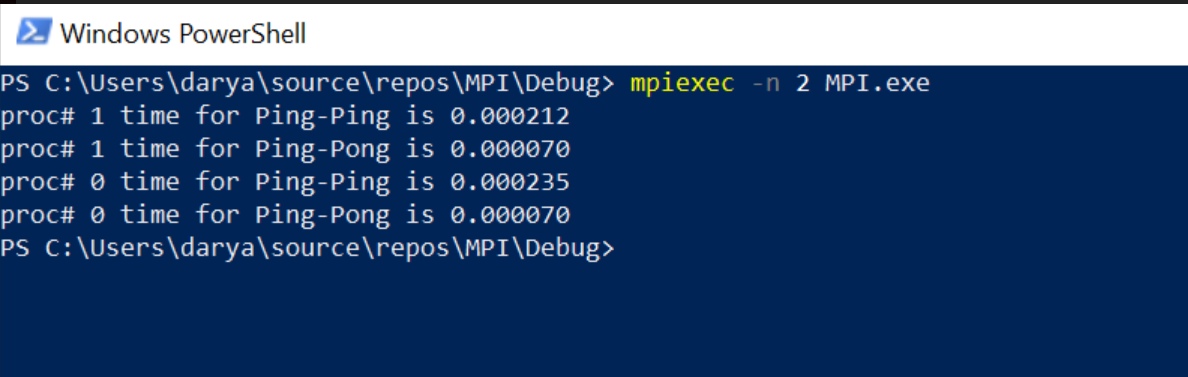 Windows PowerShell
PS C:\Users\darya\source\repos\MPI\Debug> mpiexec -n 2 MPI.exe
proc# 1 time for Ping-Ping is 0.000212
proc# 1 time for Ping-Pong is 0.000070
proc# 0 time for Ping-Ping is 0.000235
proc# 0 time for Ping-Pong is 0.000070
PS C:\Users\darya\source\repos\MPI\Debug>